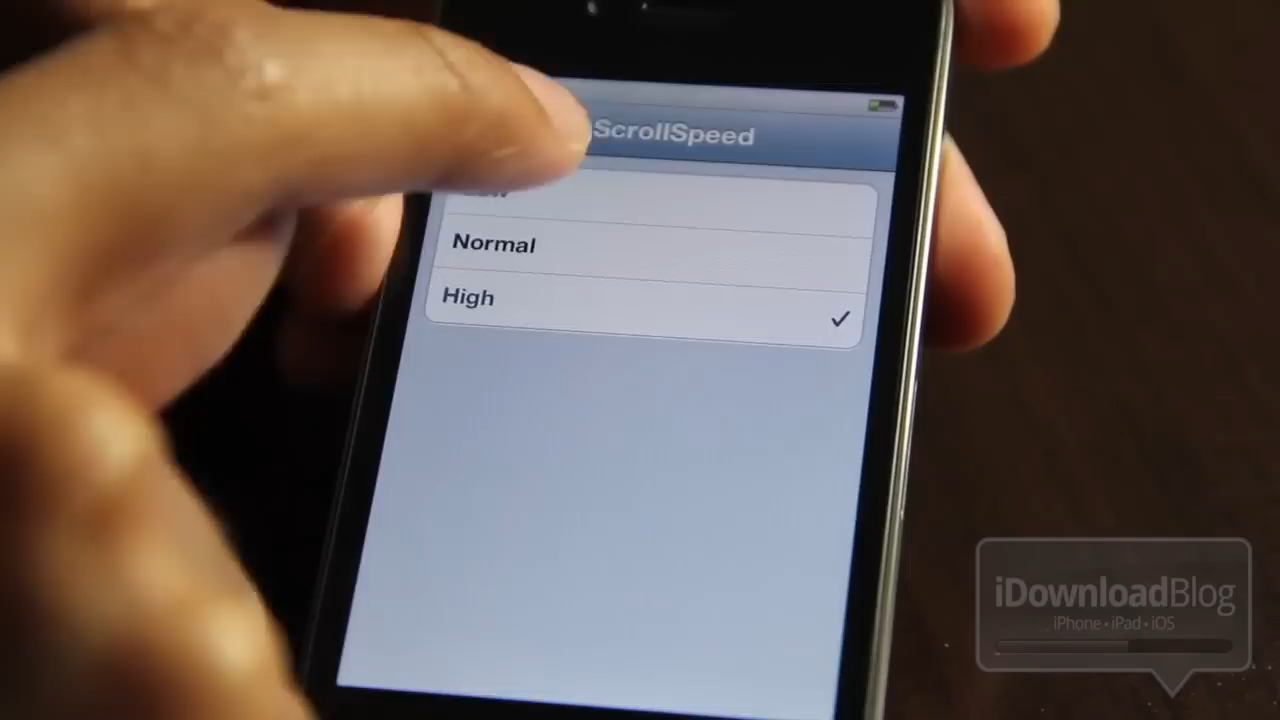 ScrollSpeed
Normal
High
iDownloadBlog
iPhone • iPad • iOS